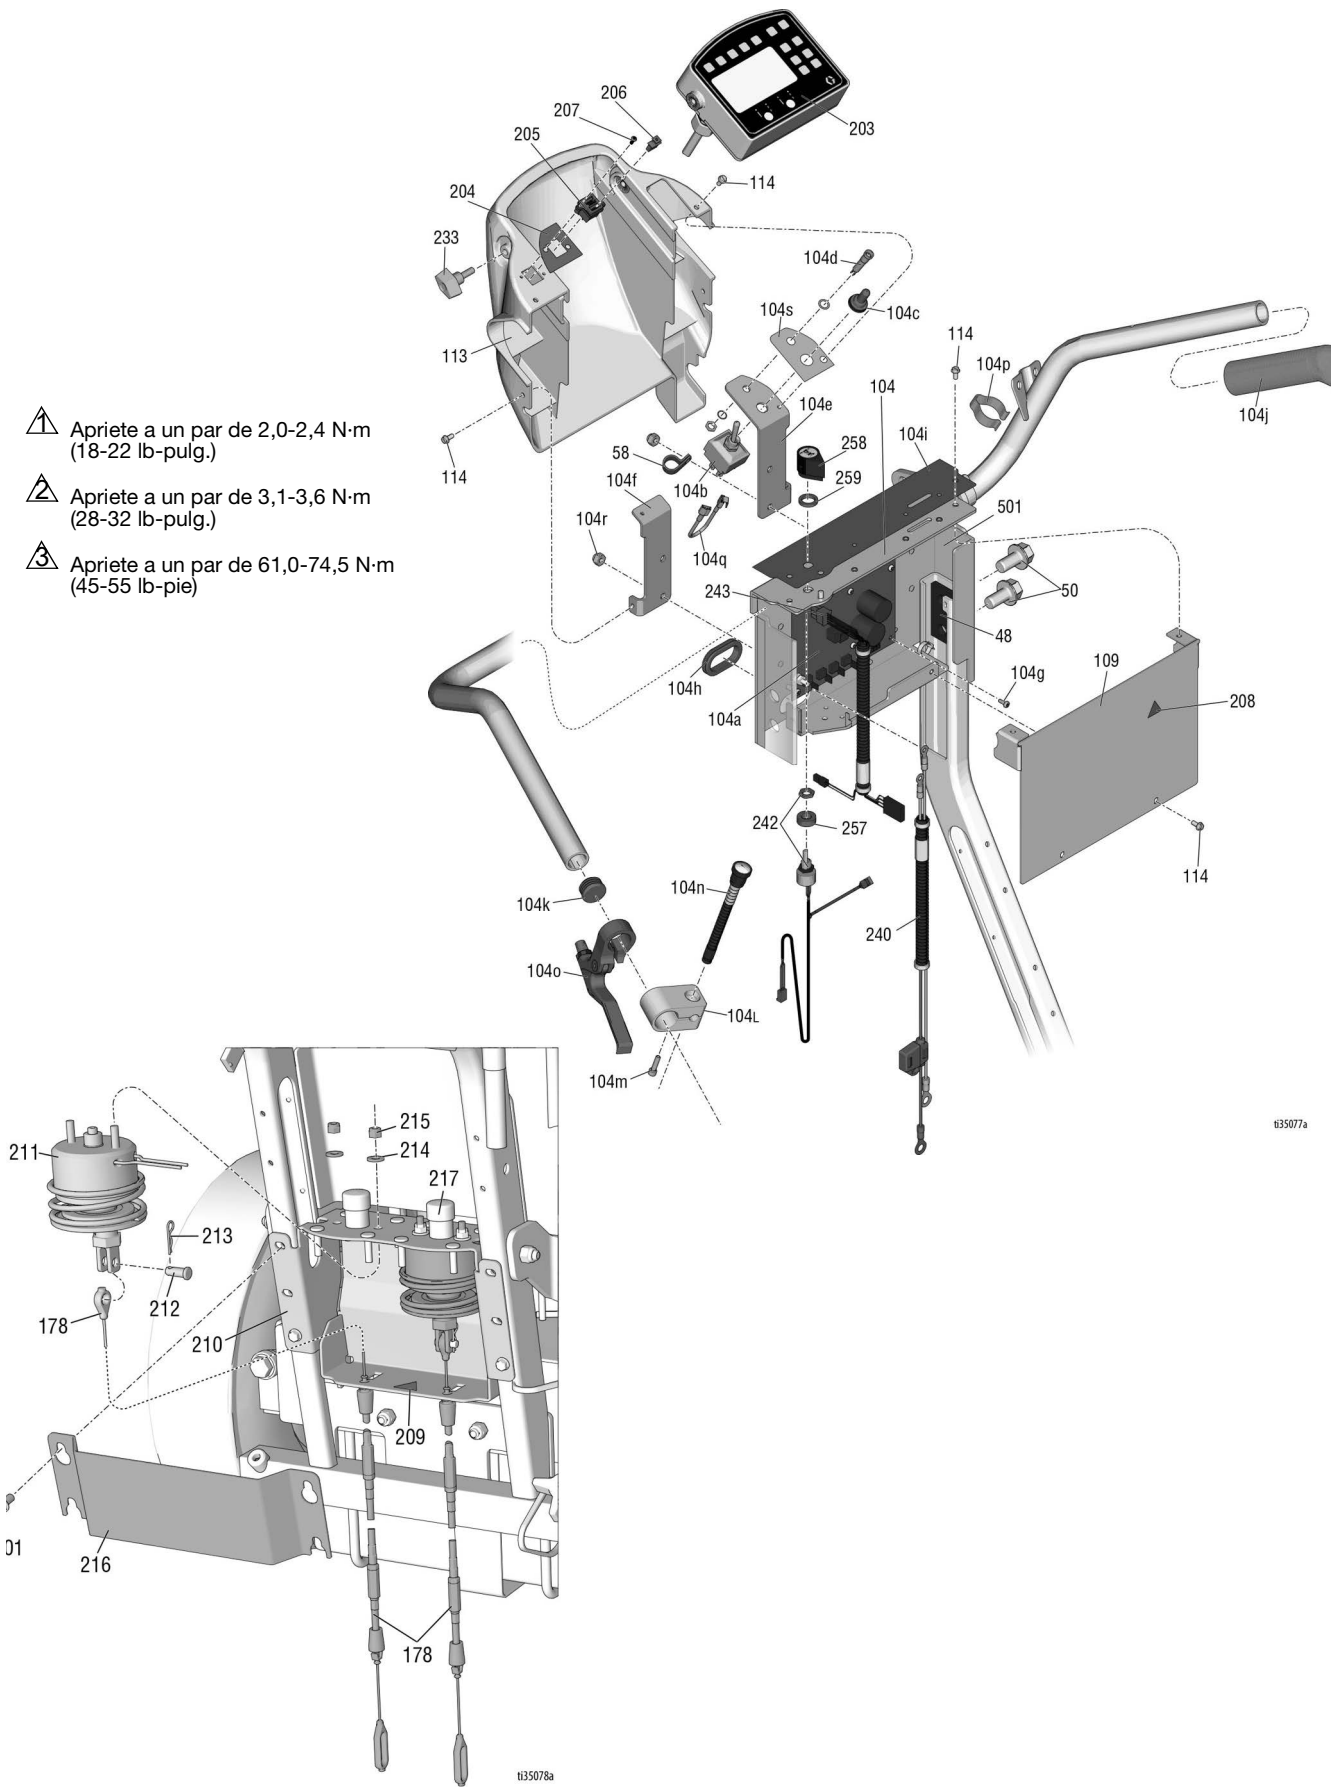 206
207
203
205
114
204
233
104d
104s
104c
114
113
104p
104
104e
104j
1 Apriete a un par de 2,0-2,4 N·m
(18-22 lb-pulg.)
104i
258
58
114
104f
104b
259
2 Apriete a un par de 3,1-3,6 N·m
(28-32 lb-pulg.)
501
104r
104q
3 Apriete a un par de 61,0-74,5 N·m
(45-55 lb-pie)
243
50
48
109
104h
104g
104a
208
242
257
114
104n
104k
240
104o
104L
104m
ti35077a
215
211
214
217
213
212
178
210
209
01
216
178
ti35078a